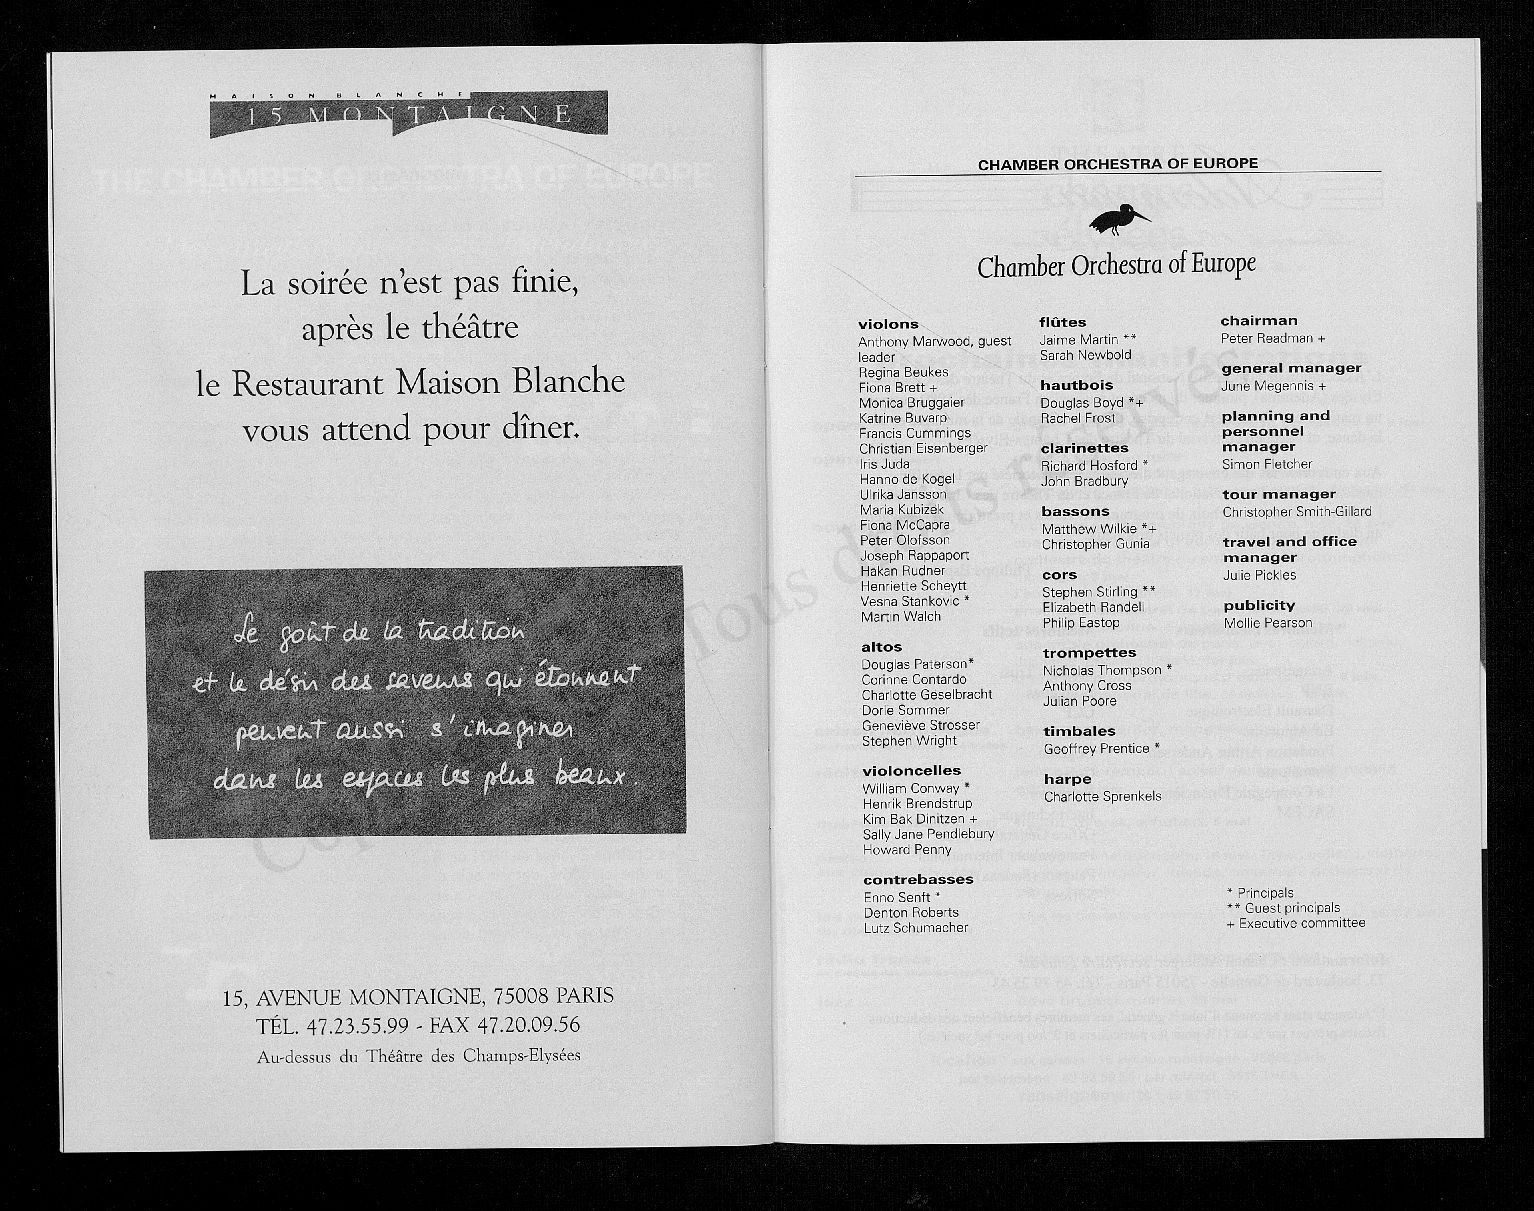 MAISON BLANCHE
15 MONTAIGNE
La soirée n'est pas finie,
après le théâtre
le Restaurant Maison Blanche
vous attend pour dîner.
Le goût de la tradition
et le désir des saveurs qui étonnent
peuvent aussi s'imaginer
dans les espaces les plus beaux.
15, AVENUE MONTAIGNE, 75008 PARIS
TÉL. 47.23.55.99 - FAX 47.20.09.56
Au-dessus du Théâtre des Champs-Elysées
CHAMBER ORCHESTRA OF EUROPE
Chamber Orchestra of Europe
violons
Anthony Marwood, guest
leader
Regina Beukes
Fiona Brett +
Monica Bruggaier
Katrine Buvarp
Francis Cummings
Christian Eisenberger
Iris Juda
Hanno de Kogel
Ulrika Jansson
Maria Kubizek
Fiona McCapra
Peter Olofsson
Joseph Rappaport
Hakan Rudner
Henriette Scheytt
Vesna Stankovic *
Martin Walch
altos
Douglas Paterson*
Corinne Contardo
Charlotte Geselbracht
Dorle Sommer
Geneviève Strosser
Stephen Wright
violoncelles
William Conway *
Henrik Brendstrup
Kim Bak Dinitzen +
Sally Jane Pendlebury
Howard Penny
contrebasses
Enno Senft *
Denton Roberts
Lutz Schumacher
flûtes
Jaime Martin **
Sarah Newbold
hautbois
Douglas Boyd *+
Rachel Frost
clarinettes
Richard Hosford *
John Bradbury
bassons
Matthew Wilkie *+
Christopher Gunia
cors
Stephen Stirling **
Elizabeth Randell
Philip Eastop
trompettes
Nicholas Thompson *
Anthony Cross
Julian Poore
timbales
Geoffrey Prentice *
harpe
Charlotte Sprenkels
chairman
Peter Readman +
general manager
June Megennis +
planning and
personnel
manager
Simon Fletcher
tour manager
Christopher Smith-Gillard
travel and office
manager
Julie Pickles
publicity
Mollie Pearson
* Principals
** Guest principals
+ Executive committee